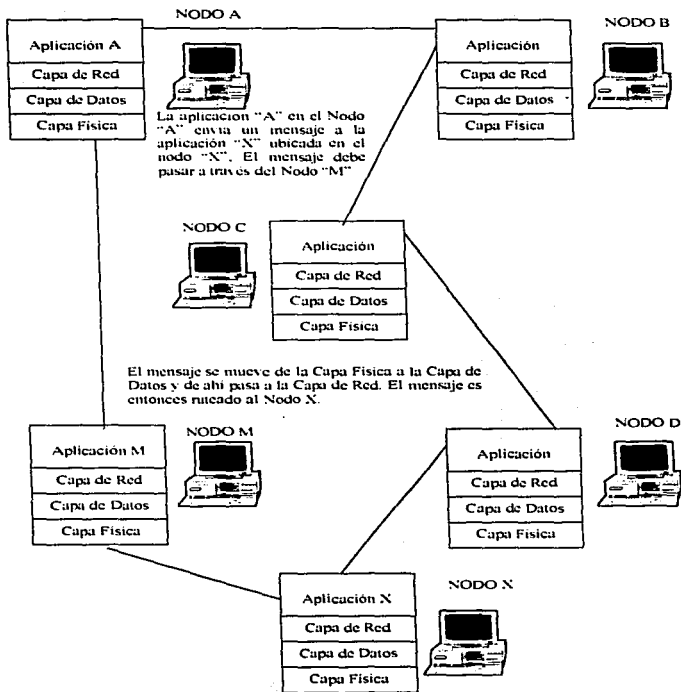 NODO A
NODO B
Aplicación A
Capa de Red
Capa de Datos
Capa Física
Aplicación
Capa de Red
Capa de Datos
Capa Física
La aplicacion "A" en el Nodo
"A" envia un mensaje a la
aplicación "X" ubicada en el
nodo "X", El mensaje debe
pasar a través del Nodo "M"
NODO C
Aplicación
Capa de Red
Capa de Datos
Capa Física
El mensaje se mueve de la Capa Física a la Capa de
Datos y de ahí pasa a la Capa de Red. El mensaje es
entonces ruteado al Nodo X.
NODO M
NODO D
Aplicación M
Capa de Red
Capa de Datos
Capa Física
Aplicación
Capa de Red
Capa de Datos
Capa Física
NODO X
Aplicación X
Capa de Red
Capa de Datos
Capa Física